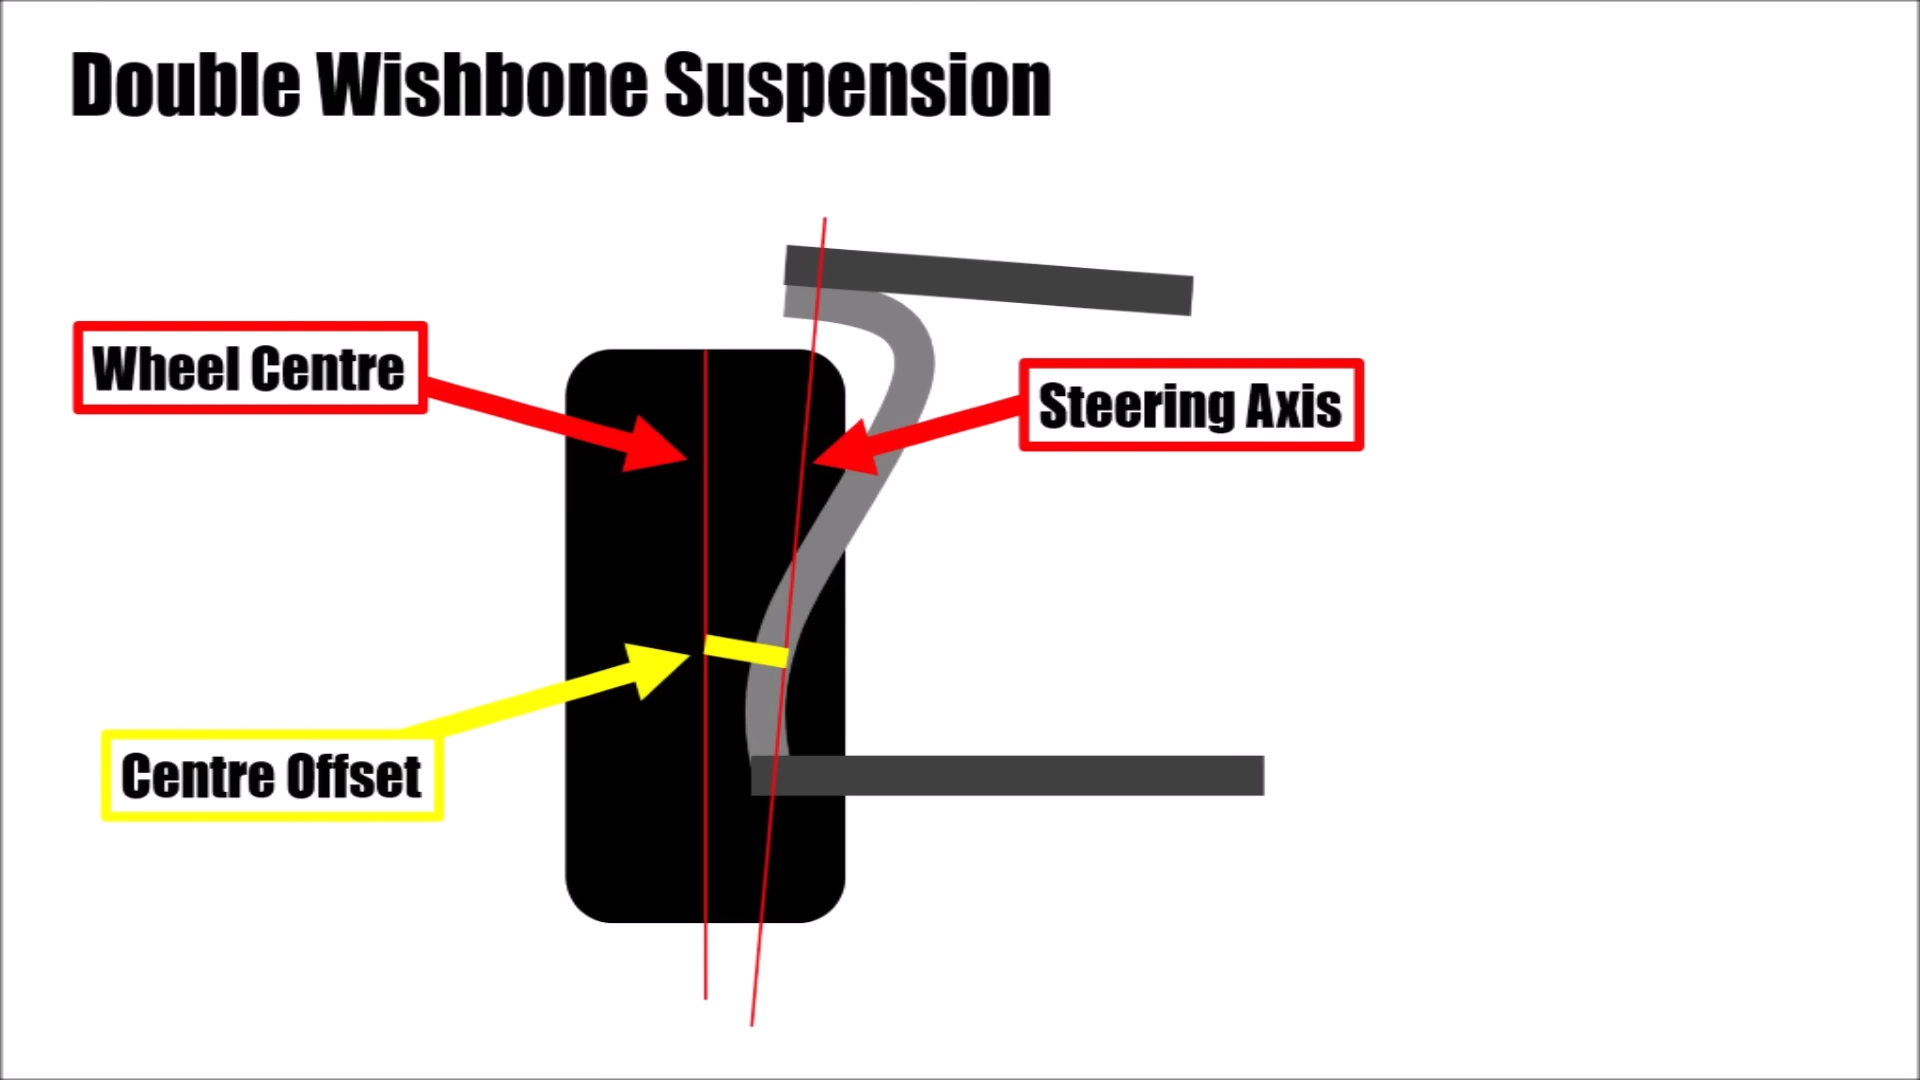 Double Wishbone Suspension
Wheel Centre
Steering Axis
Centre Offset